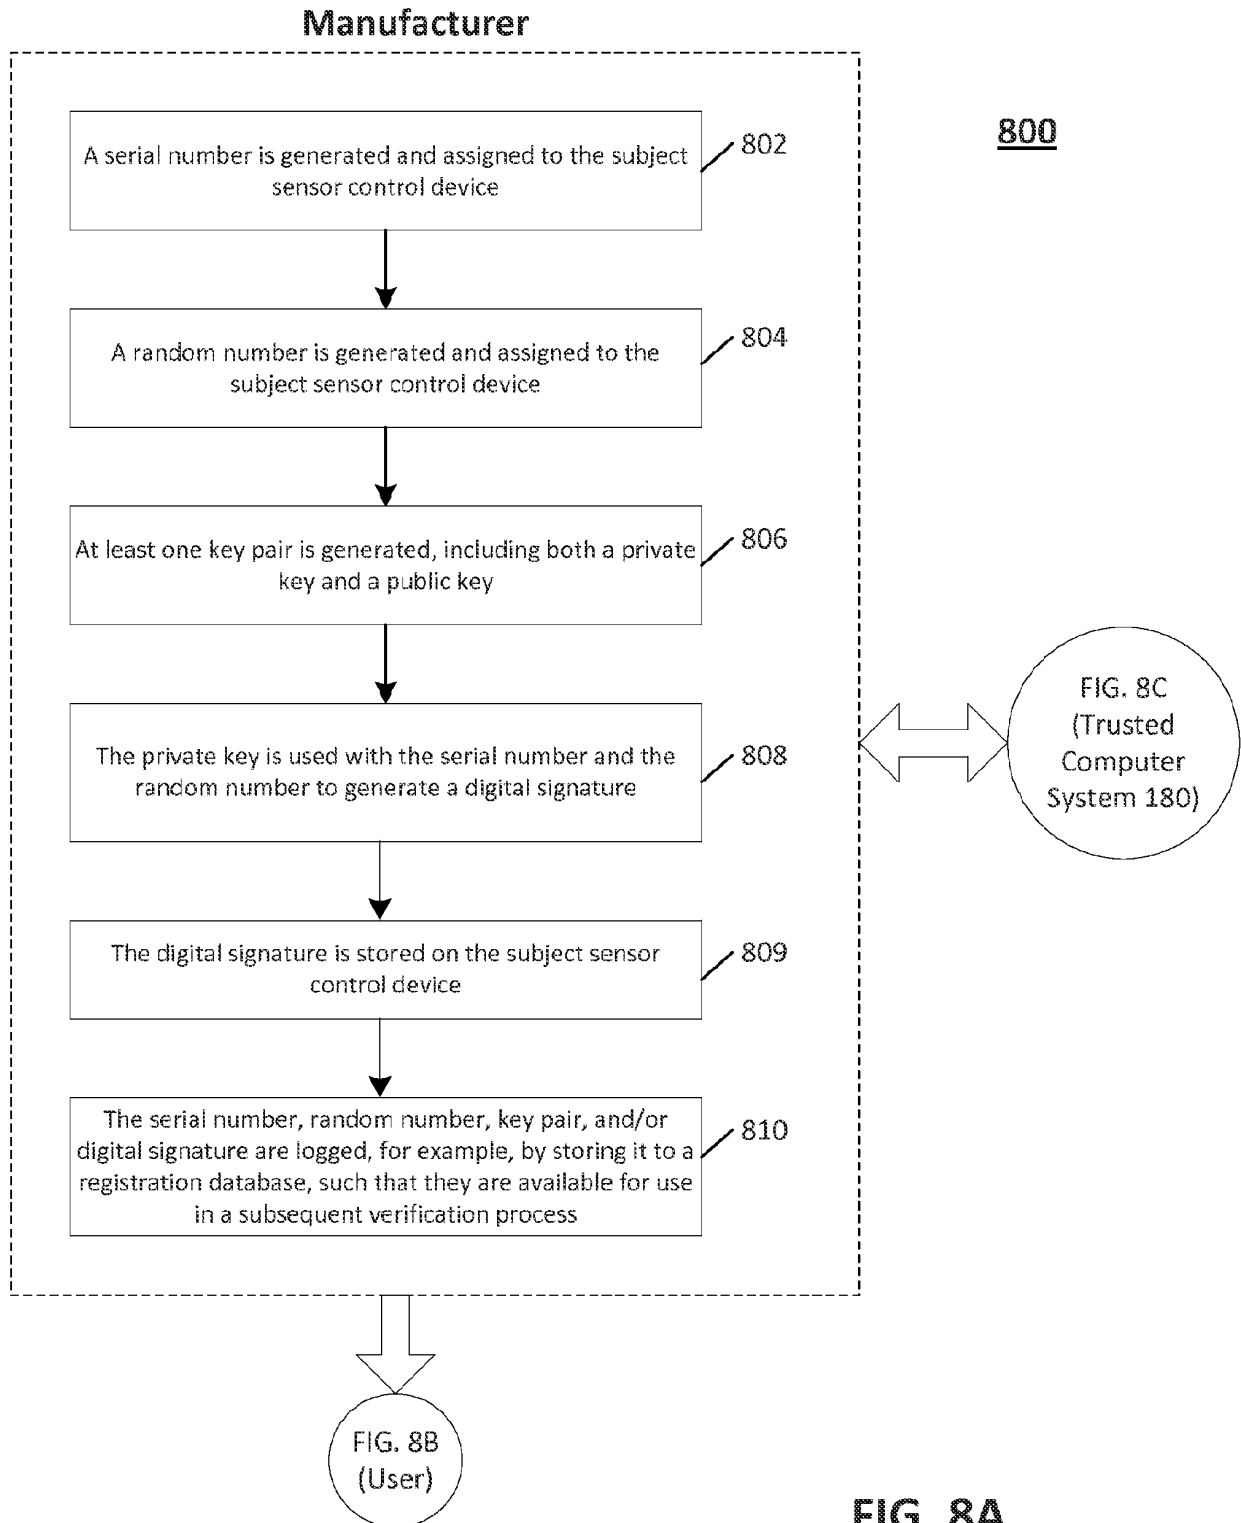 Manufacturer
800
A serial number is generated and assigned to the subject
sensor control device
802
A random number is generated and assigned to the
subject sensor control device
804
At least one key pair is generated, including both a private
key and a public key
806
The private key is used with the serial number and the
random number to generate a digital signature
808
FIG. 8C
(Trusted
Computer
System 180)
The digital signature is stored on the subject sensor
control device
809
The serial number, random number, key pair, and/or
digital signature are logged, for example, by storing it to a
registration database, such that they are available for use
in a subsequent verification process
810
FIG. 8B
(User)
FIG. 8A